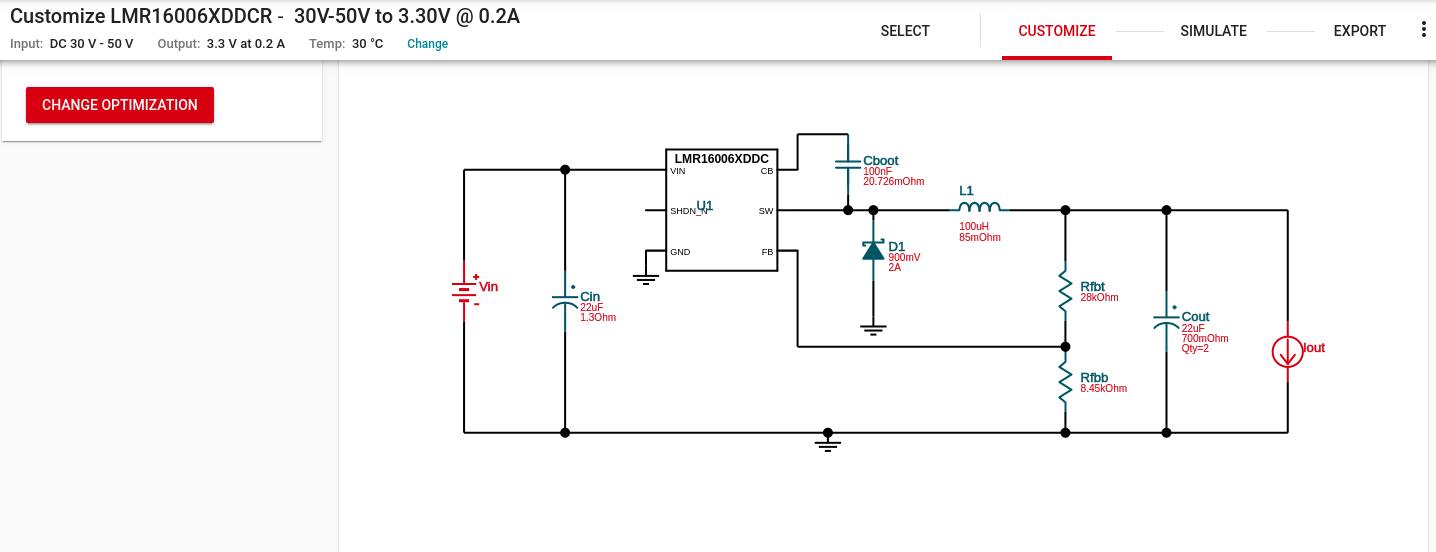 Customize LMR16006XDDCR - 30V-50V to 3.30V @ 0.2A
Input: DC 30 V - 50 V Output: 3.3 V at 0.2 A Temp: 30 °C Change
SELECT CUSTOMIZE SIMULATE EXPORT
CHANGE OPTIMIZATION
LMR16006XDDC
VIN
CB
SHDN_N
U1
SW
GND
FB
Cboot
100nF
20.726mOhm
L1
100uH
85mOhm
D1
900mV
2A
+
Vin
-
Cin
22uF
1.3Ohm
Rfbt
28kOhm
Cout
22uF
700mOhm
Qty=2
Iout
Rfbb
8.45kOhm